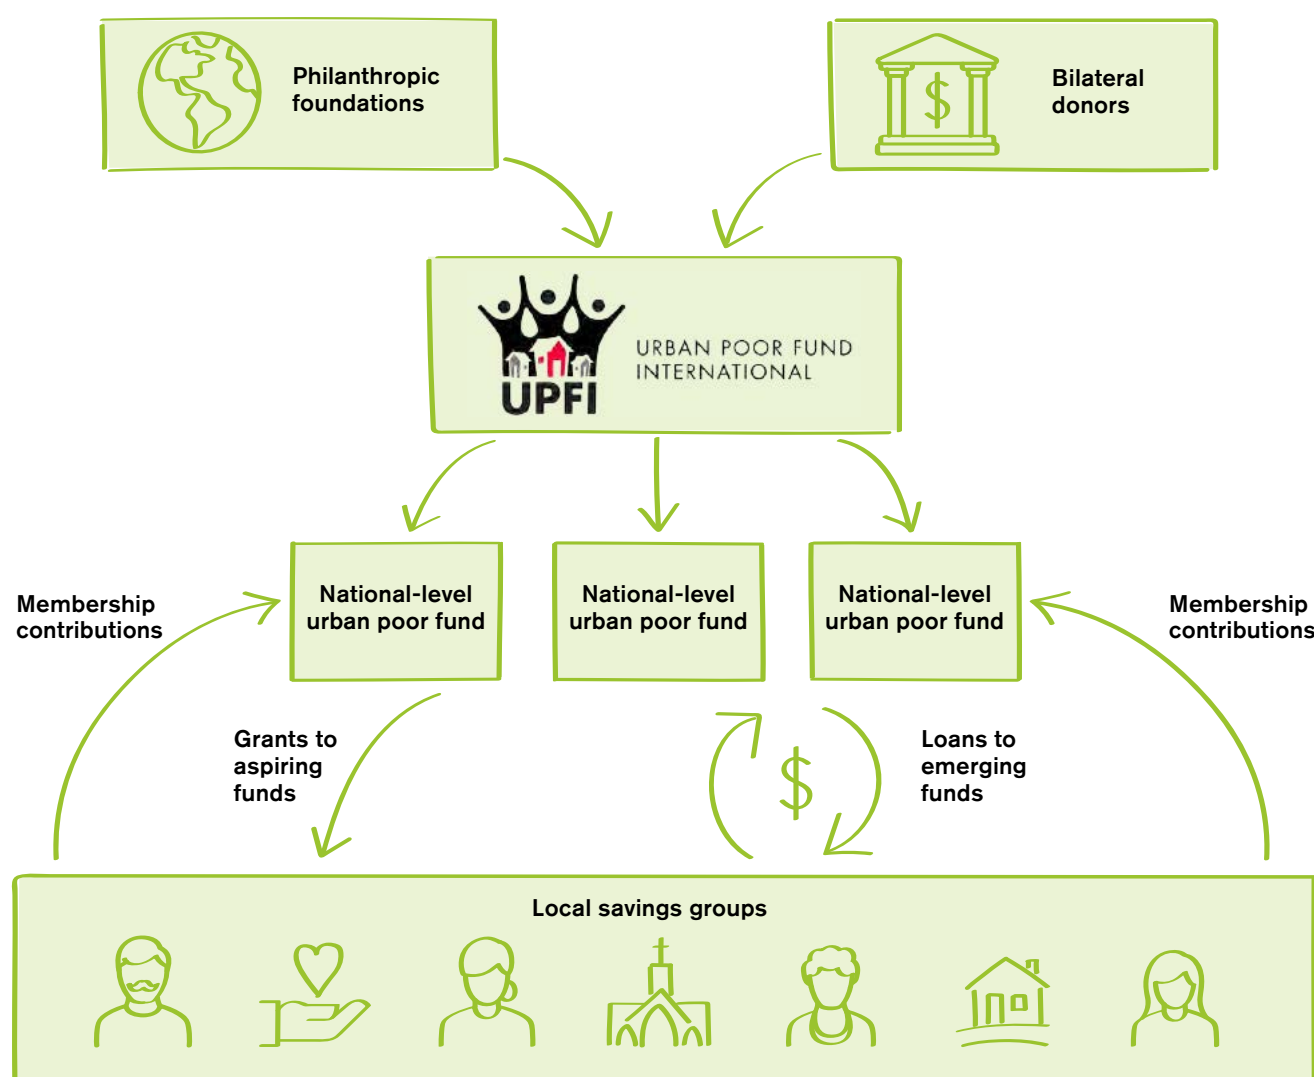 Philanthropic
foundations
Bilateral
donors
$
URBAN POOR FUND
INTERNATIONAL
UPFI
National-level
urban poor fund
National-level
urban poor fund
National-level
urban poor fund
Membership
contributions
Membership
contributions
Grants to
aspiring
funds
$
Loans to
emerging
funds
Local savings groups